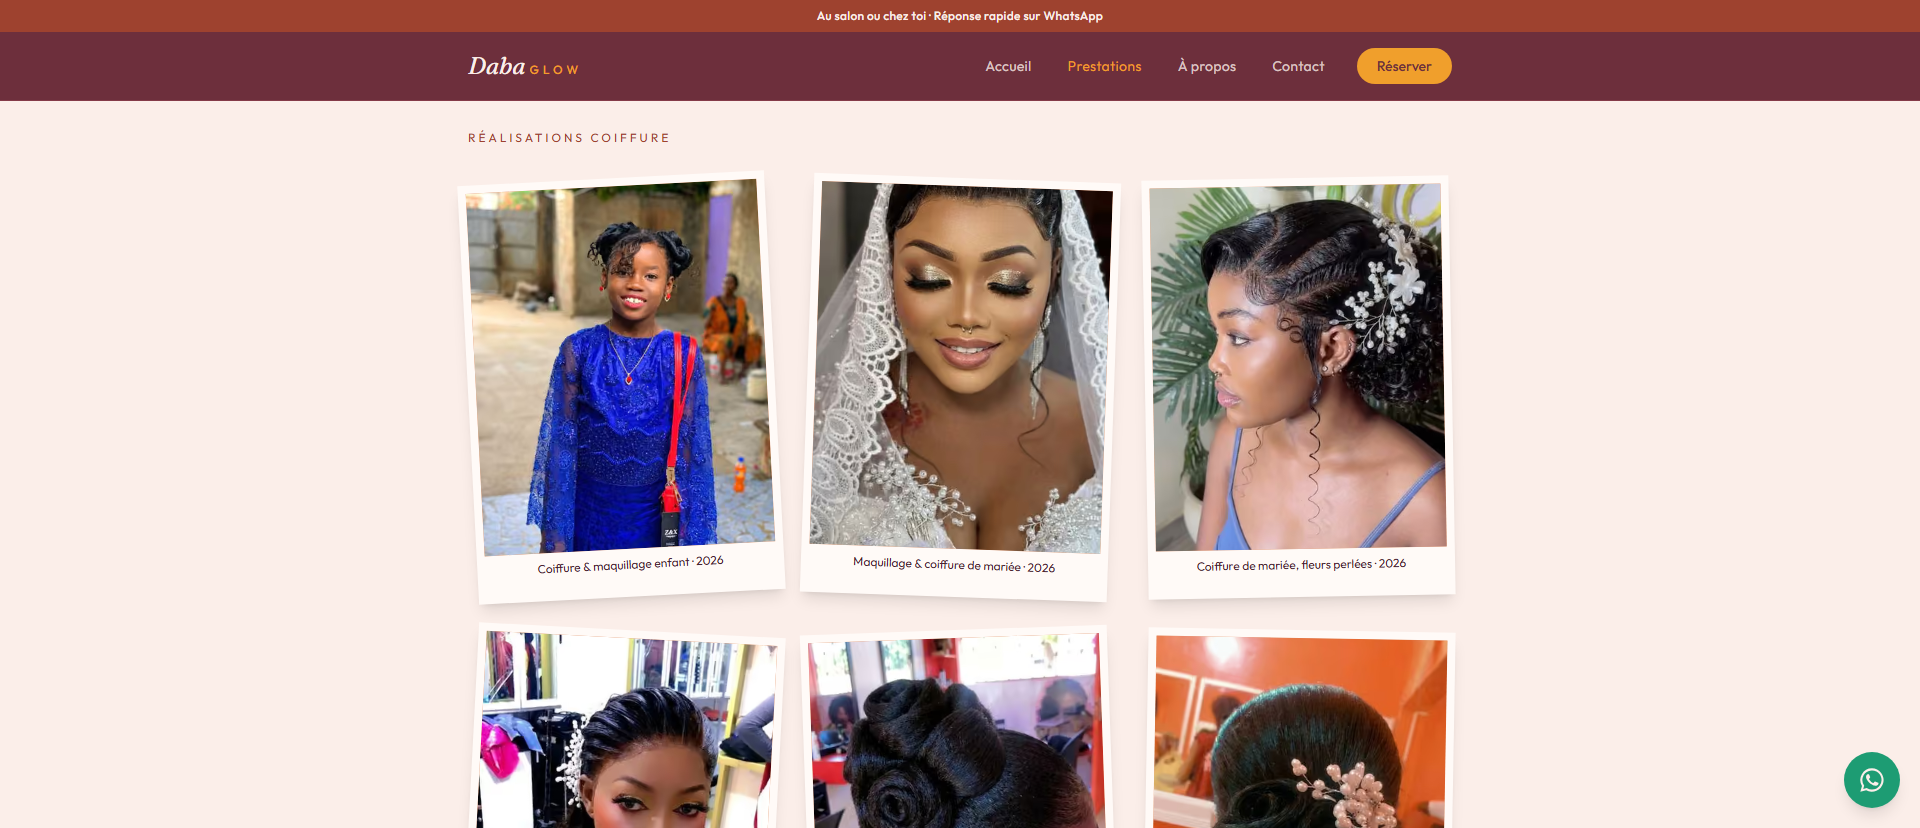 Au salon ou chez toi · Réponse rapide sur WhatsApp
Daba GLOW
Accueil
Prestations
À propos
Contact
Réserver
RÉALISATIONS COIFFURE
Z&X
Coiffure & maquillage enfant · 2026
Maquillage & coiffure de mariée · 2026
Coiffure de mariée, fleurs perlées · 2026